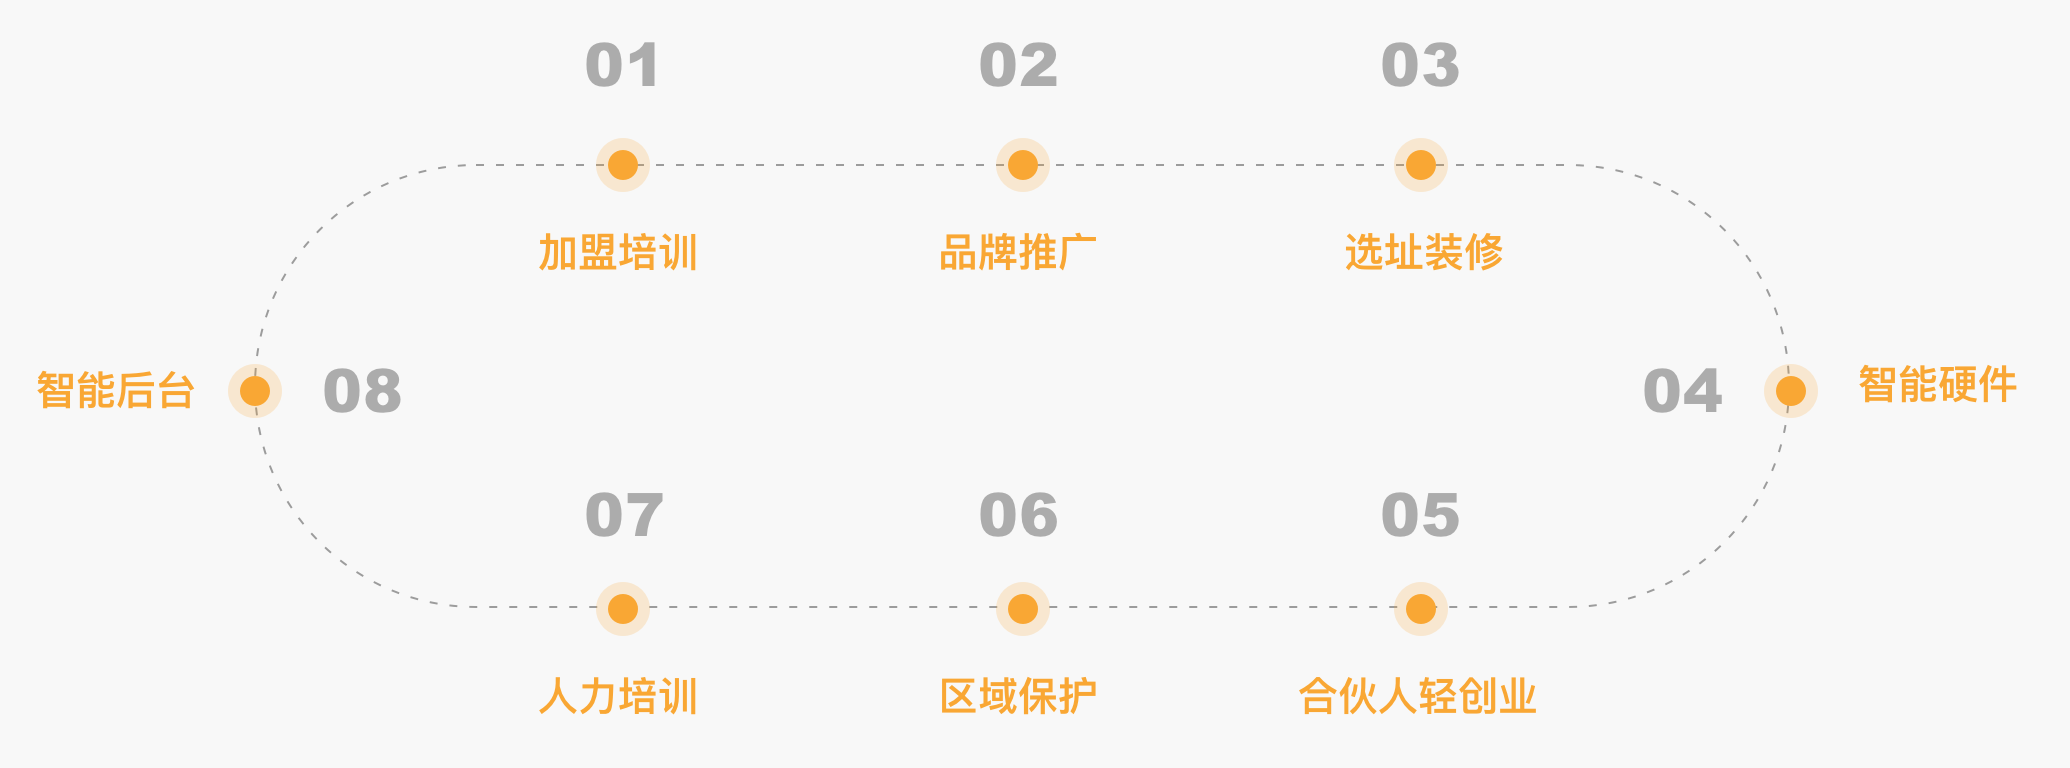 01
加盟培训
02
品牌推广
03
选址装修
04
智能硬件
05
合伙人轻创业
06
区域保护
07
人力培训
08
智能后台